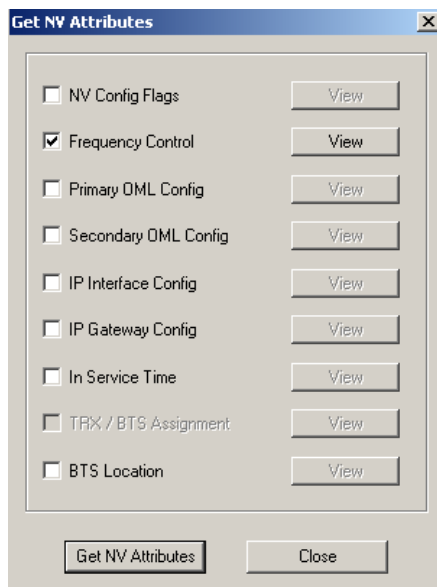 Get NV Attributes
NV Config Flags View
Frequency Control View
Primary OML Config View
Secondary OML Config View
IP Interface Config View
IP Gateway Config View
In Service Time View
TRX / BTS Assignment View
BTS Location View
Get NV Attributes Close